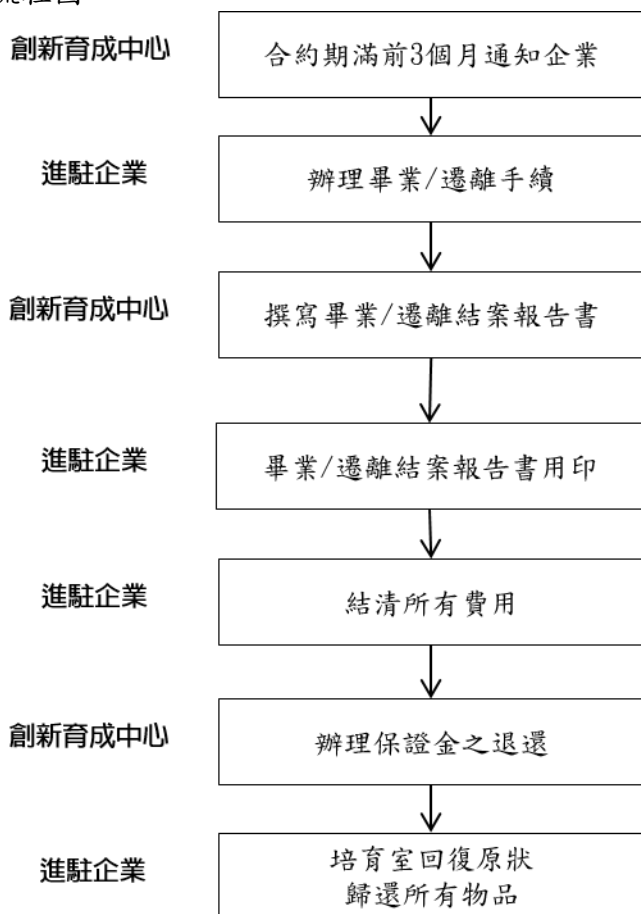 創新育成中心
合約期滿前3個月通知企業
進駐企業
辦理畢業/遷離手續
創新育成中心
撰寫畢業/遷離結案報告書
進駐企業
畢業/遷離結案報告書用印
進駐企業
結清所有費用
創新育成中心
辦理保證金之退還
進駐企業
培育室回復原狀
歸還所有物品